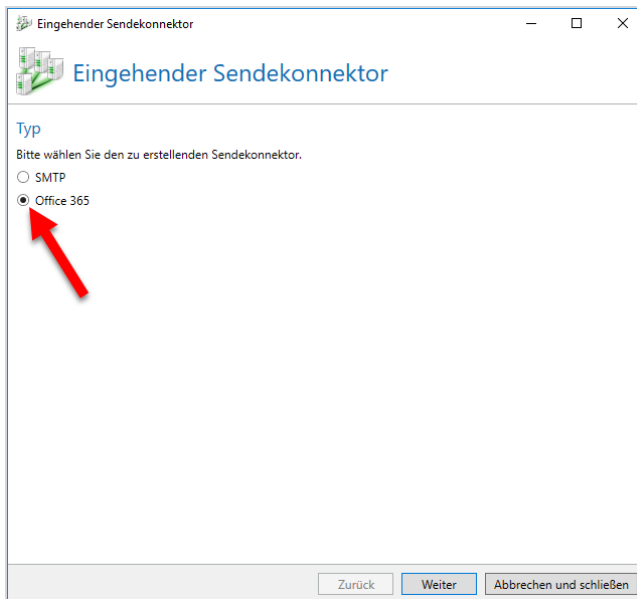 Eingehender Sendekonnektor
Eingehender Sendekonnektor
Typ
Bitte wählen Sie den zu erstellenden Sendekonnektor.
SMTP
Office 365
Zurück Weiter Abbrechen und schließen